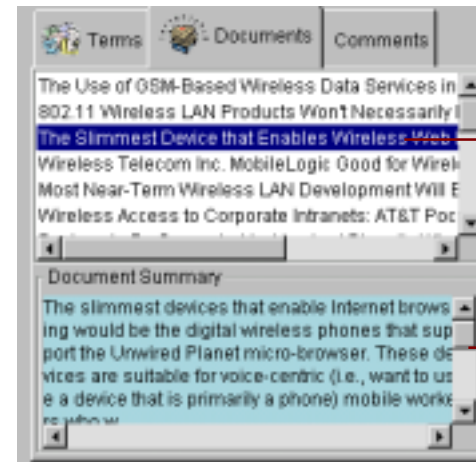 Terms Documents Comments
The Use of GSM-Based Wireless Data Services in
802.11 Wireless LAN Products Won't Necessarily
The Slimmest Device that Enables Wireless Web
Wireless Telecom Inc. MobileLogic Good for
Most Near-Term Wireless LAN Development Will
Wireless Access to Corporate Intranets: AT&T
Document Summary
The slimmest devices that enable Internet brows
ing would be the digital wireless phones that sup
port the Unwired Planet micro-browser. These de
vices are suitable for voice-centric (i.e., want to us
e a device that is primarily a phone) mobile worke
rs who w